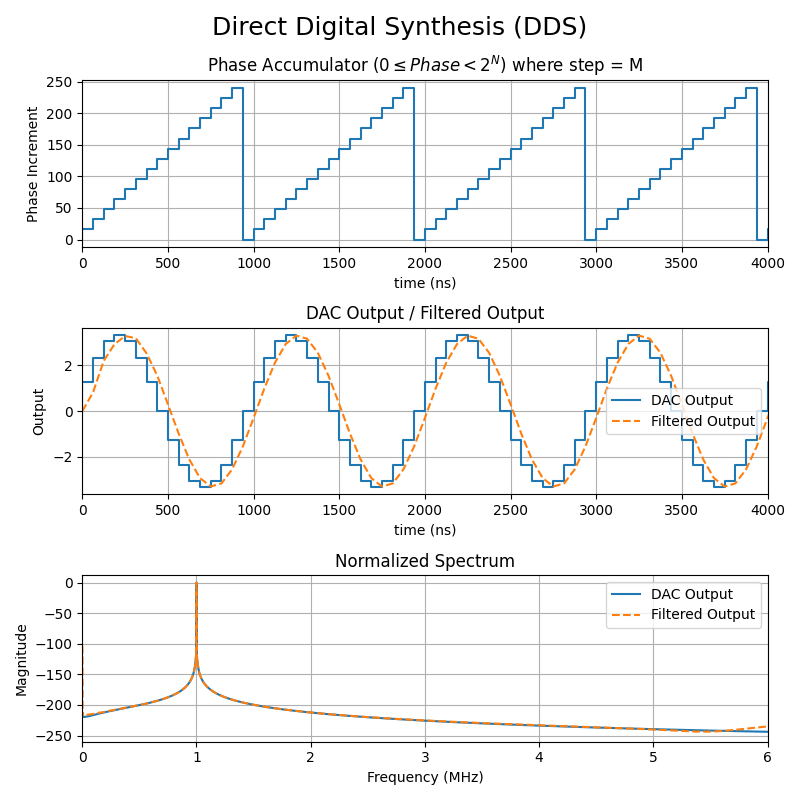 Direct Digital Synthesis (DDS)
Phase Accumulator (0 ≤ Phase < 2^N) where step = M
Phase Increment
250
200
150
100
50
0
0 500 1000 1500 2000 2500 3000 3500 4000
time (ns)
DAC Output / Filtered Output
Output
2
0
−2
DAC Output
Filtered Output
0 500 1000 1500 2000 2500 3000 3500 4000
time (ns)
Normalized Spectrum
Magnitude
0
−50
−100
−150
−200
−250
DAC Output
Filtered Output
0 1 2 3 4 5 6
Frequency (MHz)